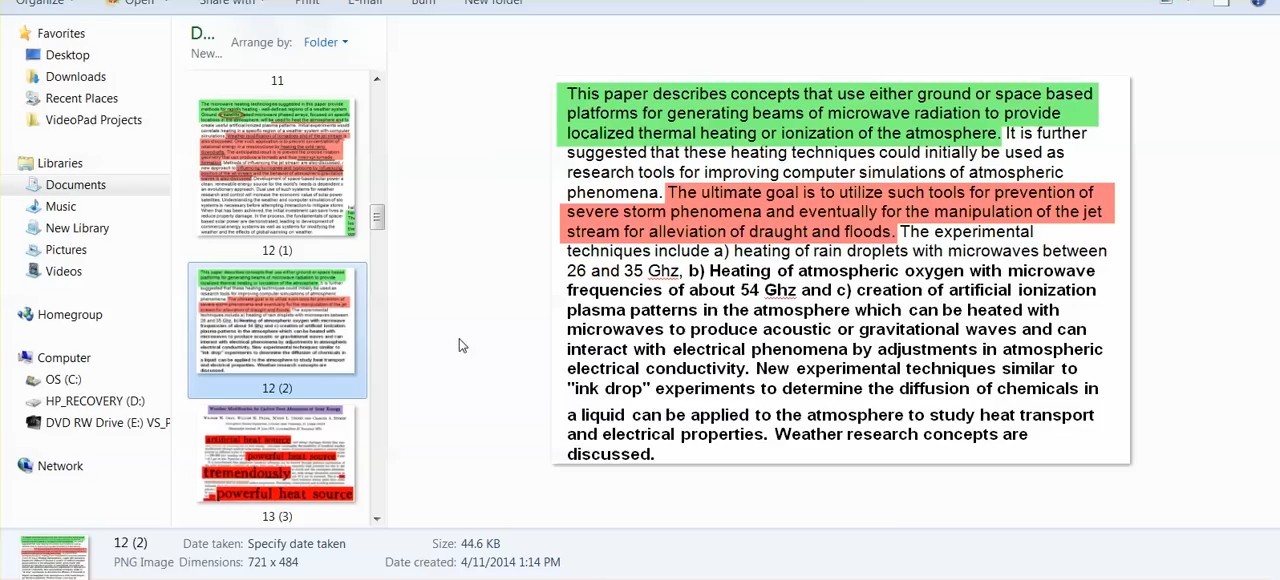 Organize
Open
Share with
Print
E-mail
Burn
New folder
Favorites
Desktop
Downloads
Recent Places
VideoPad Projects
Libraries
Documents
Music
New Library
Pictures
Videos
Homegroup
Computer
OS (C:)
HP_RECOVERY (D:)
DVD RW Drive (E:) VS_P
Network
D...
New...
Arrange by:
Folder
11
12 (1)
12 (2)
artificial heat source
powerful heat source
tremendously
powerful heat source
13 (3)
This paper describes concepts that use either ground or space based
platforms for generating beams of microwave radiation to provide
localized thermal heating or ionization of the atmosphere. It is further
suggested that these heating techniques could initially be used as
research tools for improving computer simulations of atmospheric
phenomena. The ultimate goal is to utilize such tools for prevention of
severe storm phenomena and eventually for the manipulation of the jet
stream for alleviation of draught and floods. The experimental
techniques include a) heating of rain droplets with microwaves between
26 and 35 Ghz, b) Heating of atmospheric oxygen with microwave
frequencies of about 54 Ghz and c) creation of artificial ionization
plasma patterns in the atmosphere which can be heated with
microwaves to produce acoustic or gravitational waves and can
interact with electrical phenomena by adjustments in atmospheric
electrical conductivity. New experimental techniques similar to
"ink drop" experiments to determine the diffusion of chemicals in
a liquid can be applied to the atmosphere to study heat transport
and electrical properties. Weather research concepts are
discussed.
12 (2)
Date taken: Specify date taken
Size: 44.6 KB
PNG Image
Dimensions: 721 x 484
Date created: 1:14 PM